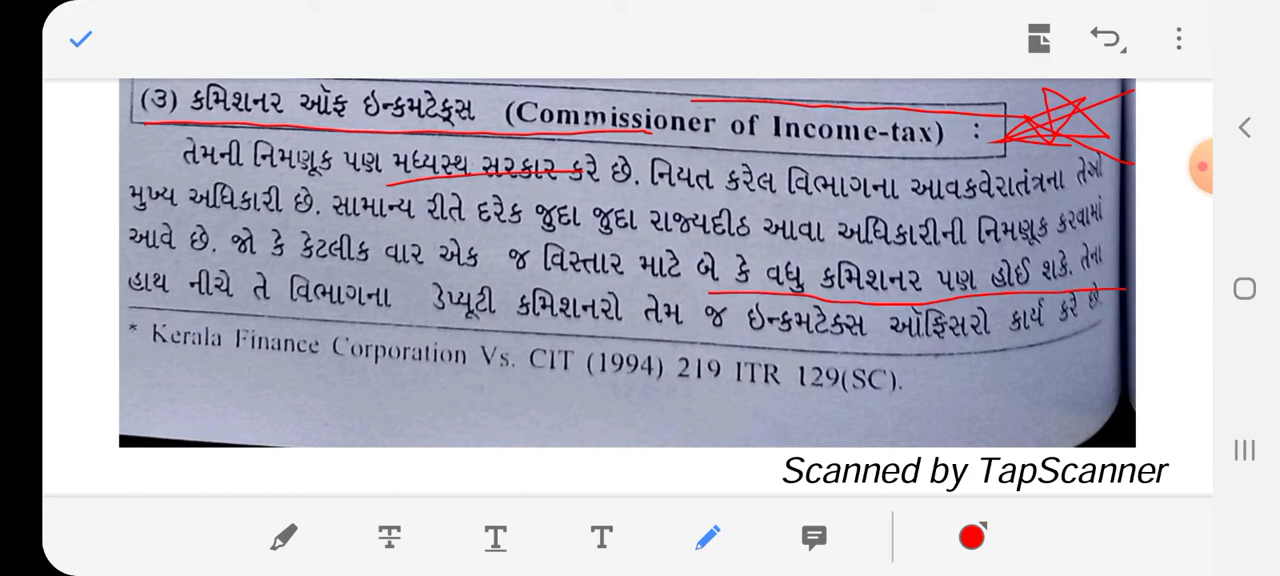 (૩) કમિશનર ઑફ ઇન્કમટેક્સ (Commissioner of Income-tax) :
તેમની નિમણૂક પણ મધ્યસ્થ સરકાર કરે છે. નિયત કરેલ વિભાગના આવકવેરાતંત્રના તેઓ
મુખ્ય અધિકારી છે. સામાન્ય રીતે દરેક જુદા જુદા રાજ્યદીઠ આવા અધિકારીની નિમણૂક કરવામાં
આવે છે. જો કે કેટલીક વાર એક જ વિસ્તાર માટે બે કે વધુ કમિશનર પણ હોઈ શકે. તેના
હાથ નીચે તે વિભાગના ડેપ્યૂટી કમિશનરો તેમ જ ઇન્કમટેક્સ ઑફિસરો કાર્ય કરે છે.
* Kerala Finance Corporation Vs. CIT (1994) 219 ITR 129(SC).
Scanned by TapScanner
T T T